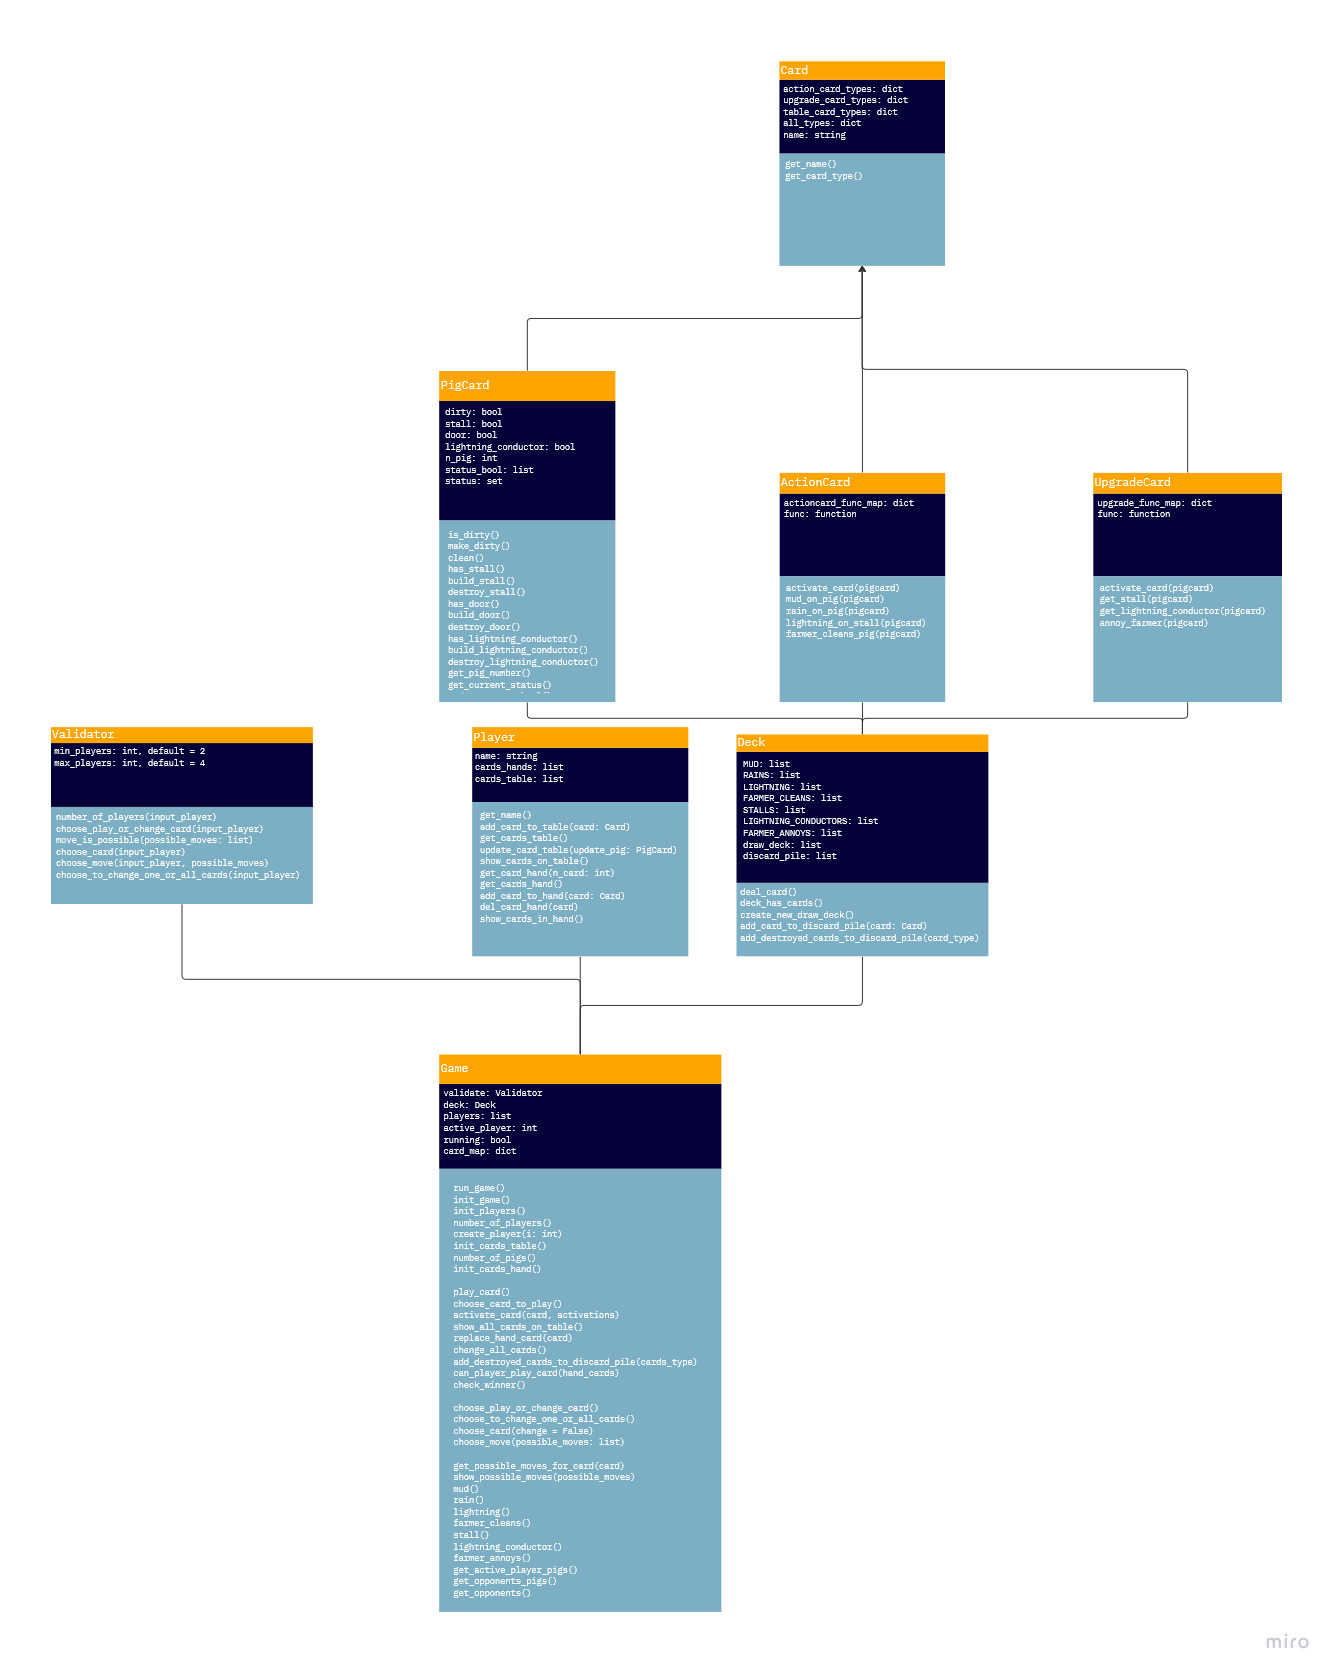 Card
action_card_types: dict
upgrade_card_types: dict
table_card_types: dict
all_types: dict
name: string
get_name()
get_card_type()
PigCard
dirty: bool
stall: bool
door: bool
lightning_conductor: bool
n_pig: int
status_bool: list
status: set
is_dirty()
make_dirty()
clean()
has_stall()
build_stall()
destroy_stall()
has_door()
build_door()
destroy_door()
has_lightning_conductor()
build_lightning_conductor()
destroy_lightning_conductor()
get_pig_number()
get_current_status()
ActionCard
actioncard_func_map: dict
func: function
activate_card(pigcard)
mud_on_pig(pigcard)
rain_on_pig(pigcard)
lightning_on_stall(pigcard)
farmer_cleans_pig(pigcard)
UpgradeCard
upgrade_func_map: dict
func: function
activate_card(pigcard)
get_stall(pigcard)
get_lightning_conductor(pigcard)
annoy_farmer(pigcard)
Validator
min_players: int, default = 2
max_players: int, default = 4
number_of_players(input_player)
choose_play_or_change_card(input_player)
move_is_possible(possible_moves: list)
choose_card(input_player)
choose_move(input_player, possible_moves)
choose_to_change_one_or_all_cards(input_player)
Player
name: string
cards_hands: list
cards_table: list
get_name()
add_card_to_table(card: Card)
get_cards_table()
update_card_table(update_pig: PigCard)
show_cards_on_table()
get_card_hand(n_card: int)
get_cards_hand()
add_card_to_hand(card: Card)
del_card_hand(card)
show_cards_in_hand()
Deck
MUD: list
RAINS: list
LIGHTNING: list
FARMER_CLEANS: list
STALLS: list
LIGHTNING_CONDUCTORS: list
FARMER_ANNOYS: list
draw_deck: list
discard_pile: list
deal_card()
deck_has_cards()
create_new_draw_deck()
add_card_to_discard_pile(card: Card)
add_destroyed_cards_to_discard_pile(card_type)
Game
validate: Validator
deck: Deck
players: list
active_player: int
running: bool
card_map: dict
run_game()
init_game()
init_players()
number_of_players()
create_player(i: int)
init_cards_table()
number_of_pigs()
init_cards_hand()
play_card()
choose_card_to_play()
activate_card(card, activations)
show_all_cards_on_table()
replace_hand_card(card)
change_all_cards()
add_destroyed_cards_to_discard_pile(cards_type)
can_player_play_card(hand_cards)
check_winner()
choose_play_or_change_card()
choose_to_change_one_or_all_cards()
choose_card(change = False)
choose_move(possible_moves: list)
get_possible_moves_for_card(card)
show_possible_moves(possible_moves)
mud()
rain()
lightning()
farmer_cleans()
stall()
lightning_conductor()
farmer_annoys()
get_active_player_pigs()
get_opponents_pigs()
get_opponents()
miro